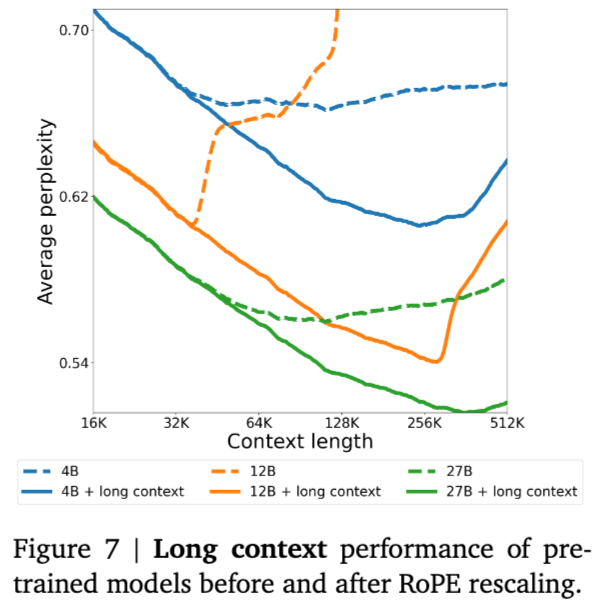 0.70
0.62
0.54
Average perplexity
16K 32K 64K 128K 256K 512K
Context length
4B 12B 27B
4B + long context 12B + long context 27B + long context
Figure 7 | Long context performance of pre-
trained models before and after RoPE rescaling.